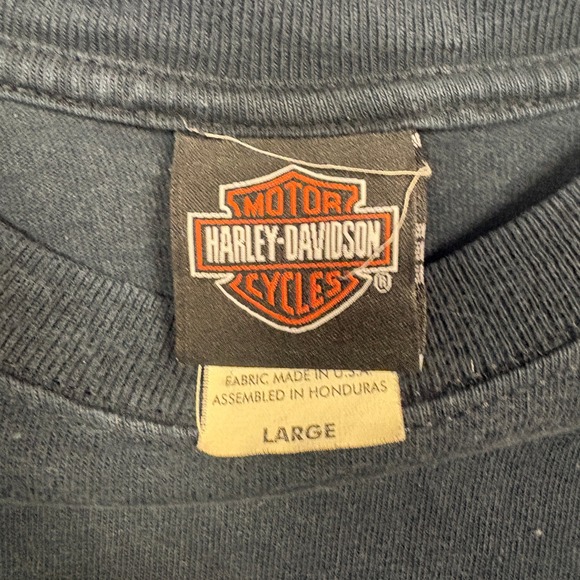 MOTOR
HARLEY-DAVIDSON
CYCLES
®
FABRIC MADE IN U.S.A.
ASSEMBLED IN HONDURAS
LARGE